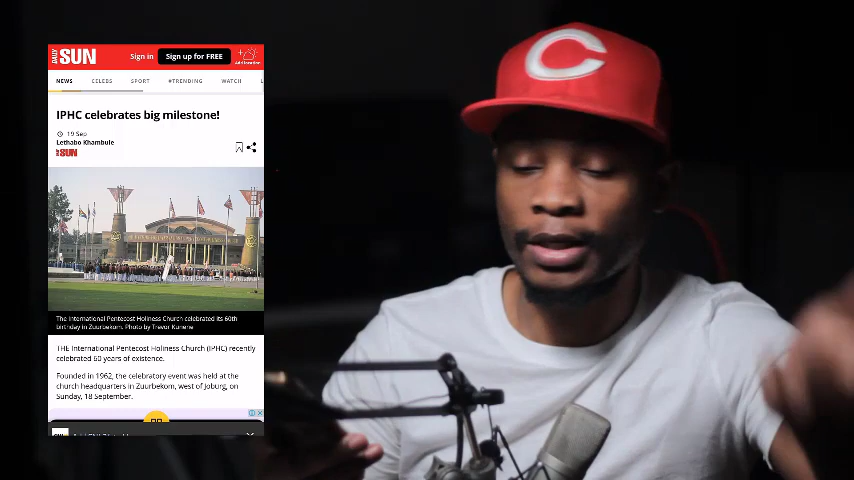 DAILY SUN
Sign in
Sign up for FREE
Add location
NEWS CELEBS SPORT #TRENDING WATCH L
IPHC celebrates big milestone!
19 Sep
Lethabo Khambule
SUN
The International Pentecost Holiness Church celebrated its 60th
birthday in Zuurbekom. Photo by Trevor Kunene
THE International Pentecost Holiness Church (IPHC) recently
celebrated 60 years of existence.
Founded in 1962, the celebratory event was held at the
church headquarters in Zuurbekom, west of Joburg, on
Sunday, 18 September.
C